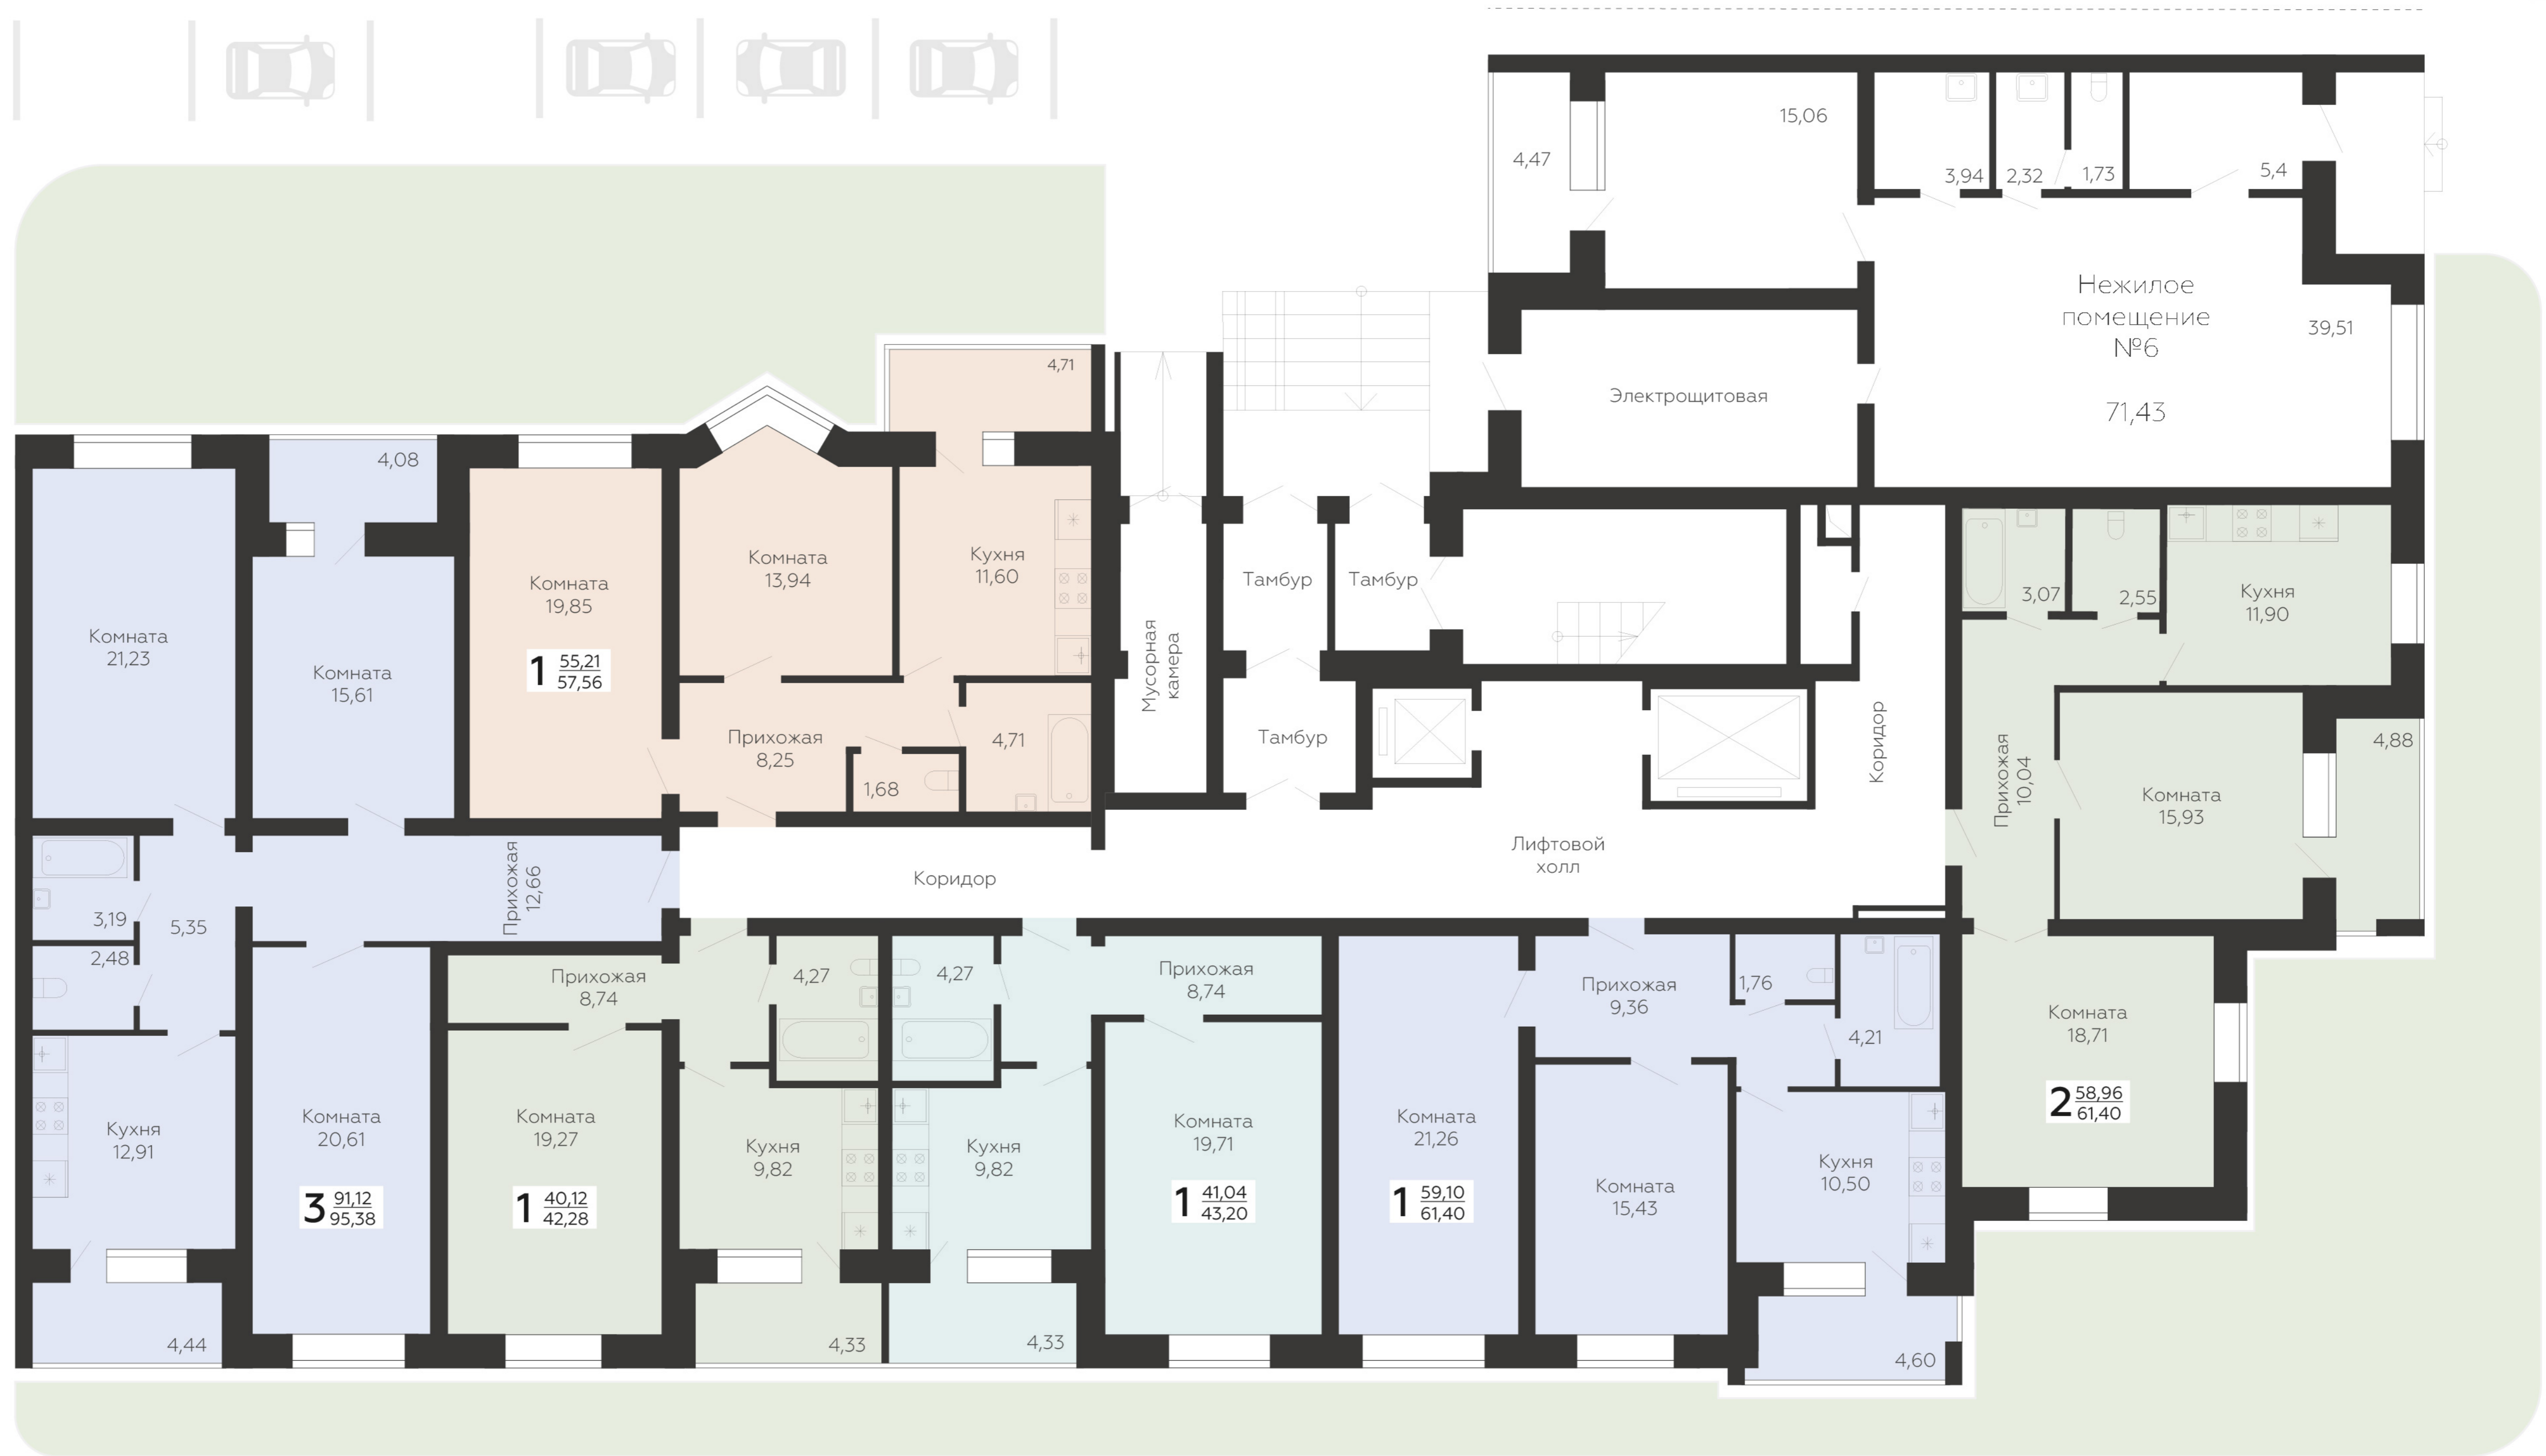 15,06
4,47
3,94
2,32
1,73
5,4
Нежилое
помещение
№6
71,43
39,51
Электрощитовая
4,71
4,08
Комната
21,23
Комната
15,61
Комната
19,85
1 55,21
57,56
Комната
13,94
Кухня
11,60
Прихожая
8,25
1,68
4,71
Мусорная
камера
Тамбур
Тамбур
Тамбур
Коридор
3,07
2,55
Кухня
11,90
Прихожая
10,04
Комната
15,93
4,88
Лифтовой
холл
Коридор
Прихожая
12,66
3,19
5,35
2,48
Кухня
12,91
4,44
Комната
20,61
3 91,12
95,38
Прихожая
8,74
4,27
Комната
19,27
1 40,12
42,28
Кухня
9,82
4,33
4,27
Прихожая
8,74
Кухня
9,82
4,33
Комната
19,71
1 41,04
43,20
Комната
21,26
1 59,10
61,40
Прихожая
9,36
1,76
4,21
Комната
15,43
Кухня
10,50
4,60
Комната
18,71
2 58,96
61,40